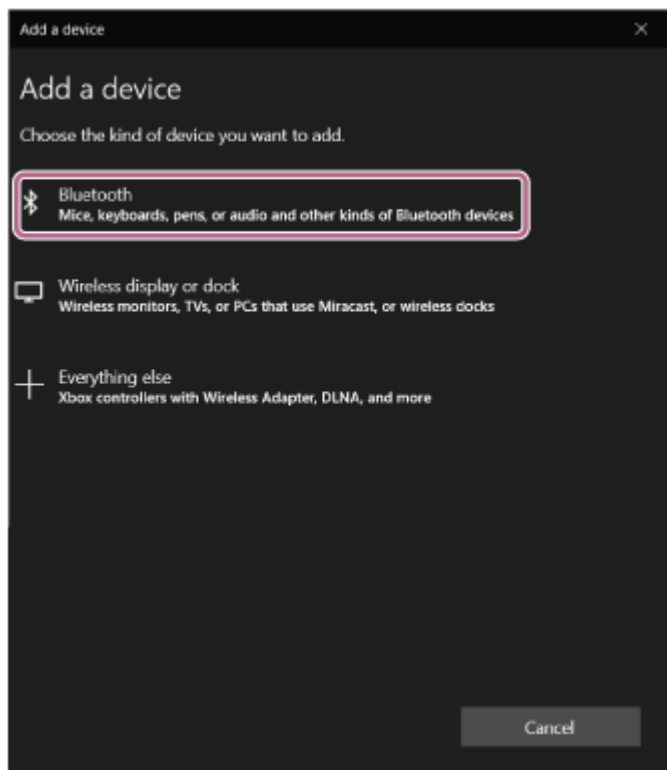 Add a device
Add a device
Choose the kind of device you want to add.
Bluetooth
Mice, keyboards, pens, or audio and other kinds of Bluetooth devices
Wireless display or dock
Wireless monitors, TVs, or PCs that use Miracast, or wireless docks
Everything else
Xbox controllers with Wireless Adapter, DLNA, and more
Cancel